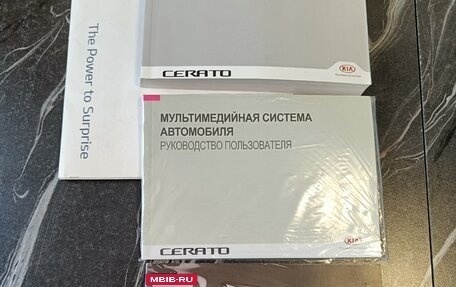 The Power to Surprise
CERATO
KIA
МУЛЬТИМЕДИЙНАЯ СИСТЕМА
АВТОМОБИЛЯ
РУКОВОДСТВО ПОЛЬЗОВАТЕЛЯ
CERATO
KIA
MBIB-RU